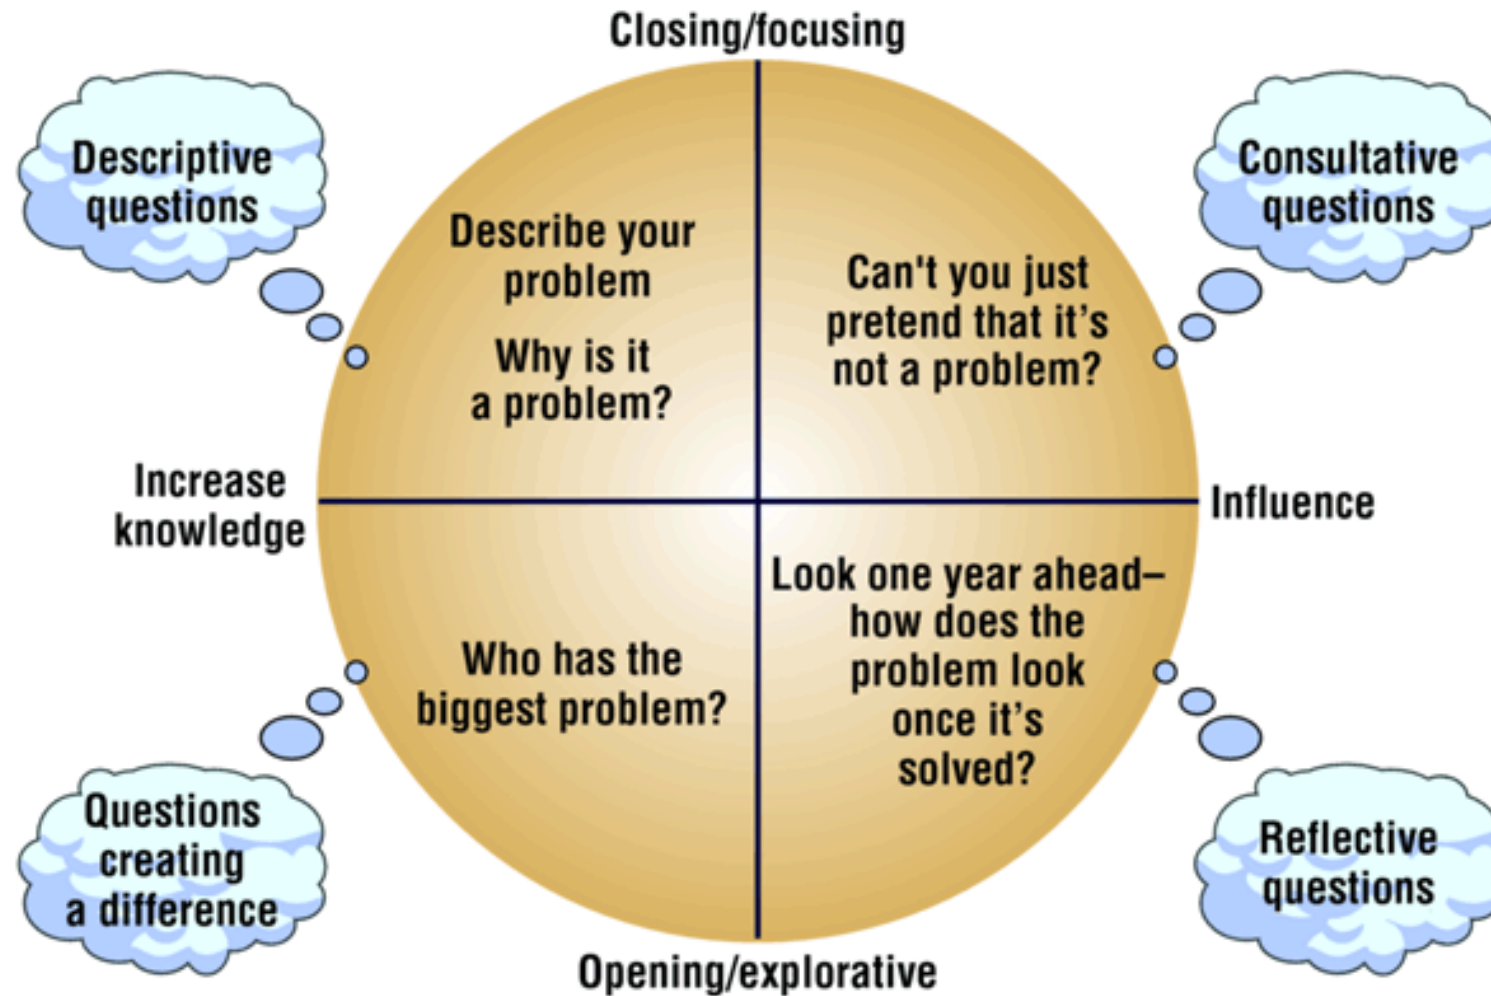 Closing/focusing
Descriptive
questions
Consultative
questions
Describe your
problem
Why is it
a problem?
Can't you just
pretend that it’s
not a problem?
Increase
knowledge
Influence
Who has the
biggest problem?
Look one year ahead–
how does the
problem look
once it’s
solved?
Questions
creating
a difference
Reflective
questions
Opening/explorative